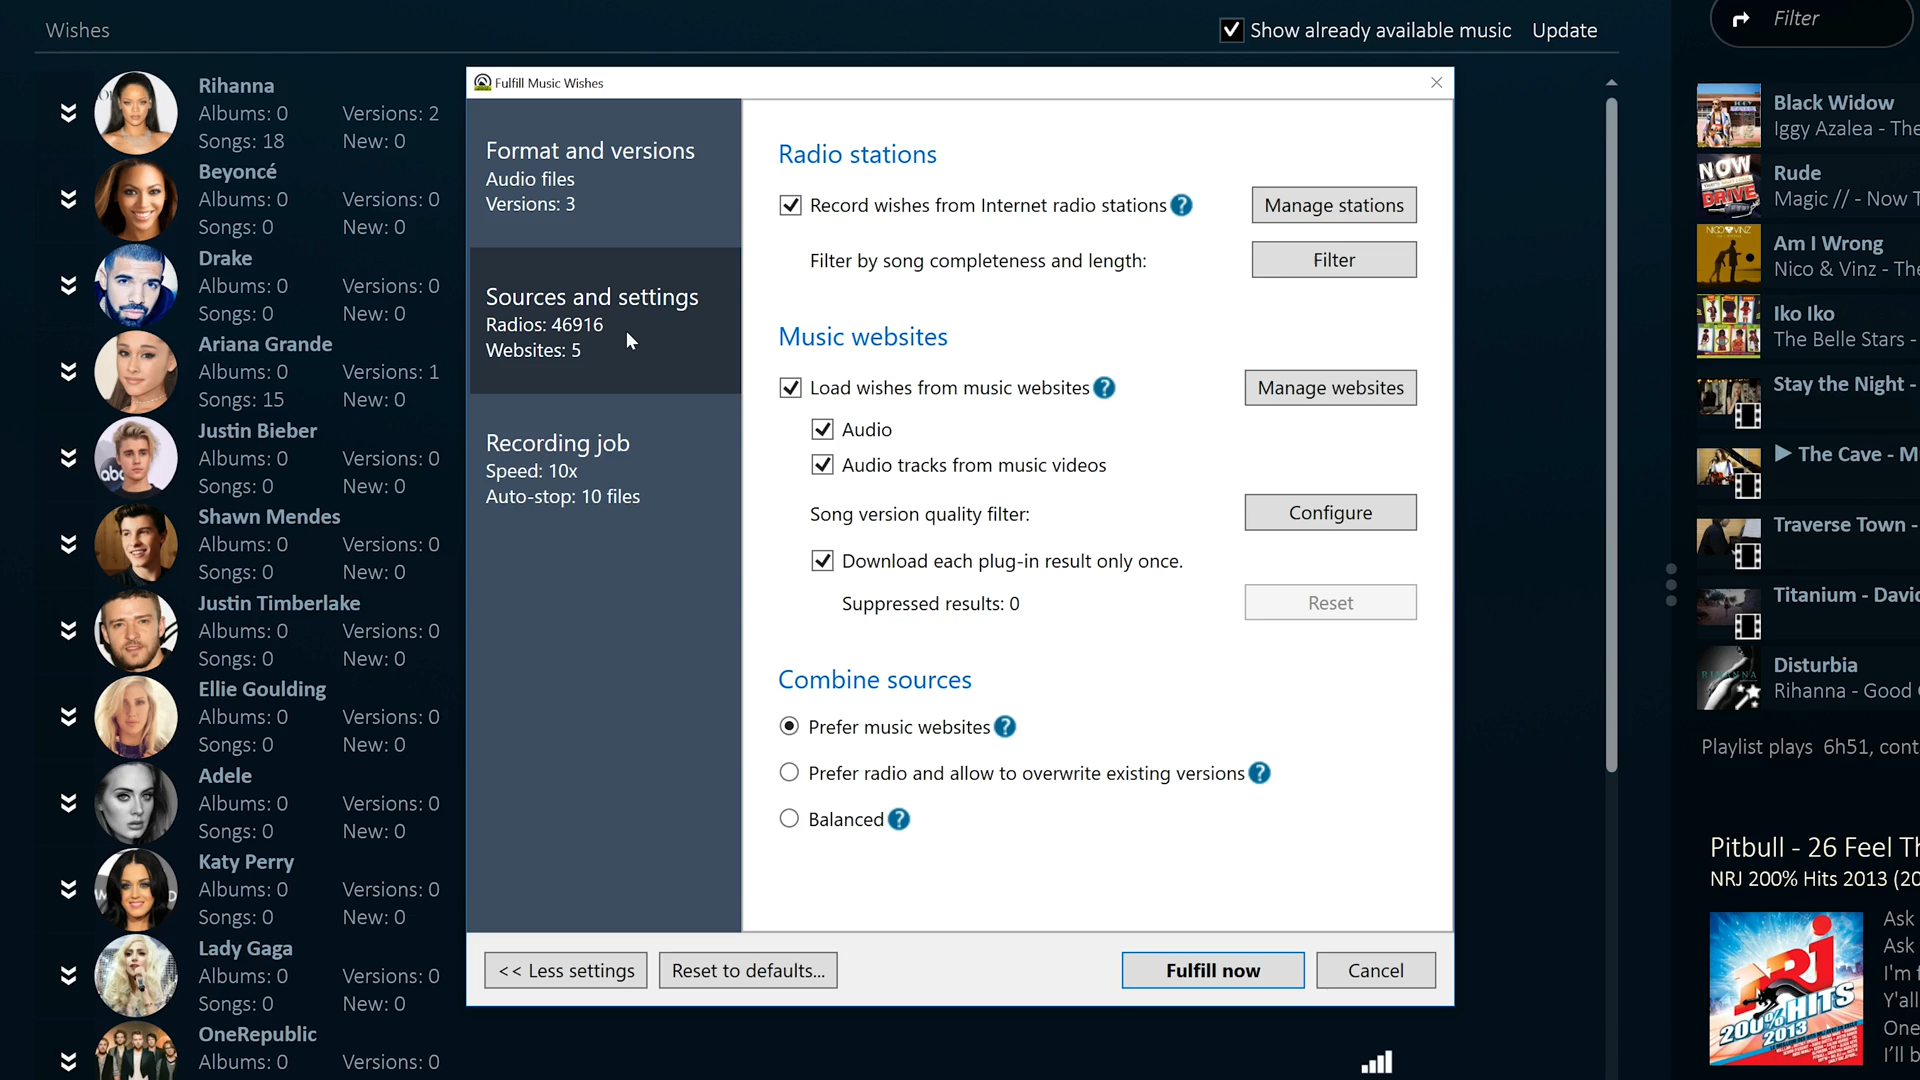 Wishes
Show already available music
Update
Filter
Rihanna
Albums: 0 Versions: 2
Songs: 18 New: 0
Beyoncé
Albums: 0 Versions: 0
Songs: 0 New: 0
Drake
Albums: 0 Versions: 0
Songs: 0 New: 0
Ariana Grande
Albums: 0 Versions: 1
Songs: 15 New: 0
Justin Bieber
Albums: 0 Versions: 0
Songs: 0 New: 0
abc
Shawn Mendes
Albums: 0 Versions: 0
Songs: 0 New: 0
Justin Timberlake
Albums: 0 Versions: 0
Songs: 0 New: 0
Ellie Goulding
Albums: 0 Versions: 0
Songs: 0 New: 0
Adele
Albums: 0 Versions: 0
Songs: 0 New: 0
Katy Perry
Albums: 0 Versions: 0
Songs: 0 New: 0
Lady Gaga
Albums: 0 Versions: 0
Songs: 0 New: 0
OneRepublic
Albums: 0 Versions: 0
Fulfill Music Wishes
Format and versions
Audio files
Versions: 3
Sources and settings
Radios: 46916
Websites: 5
Recording job
Speed: 10x
Auto-stop: 10 files
Radio stations
Record wishes from Internet radio stations ?
Manage stations
Filter by song completeness and length:
Filter
Music websites
Load wishes from music websites ?
Manage websites
Audio
Audio tracks from music videos
Song version quality filter:
Configure
Download each plug-in result only once.
Suppressed results: 0
Reset
Combine sources
Prefer music websites ?
Prefer radio and allow to overwrite existing versions ?
Balanced ?
<< Less settings
Reset to defaults...
Fulfill now
Cancel
Black Widow
Iggy Azalea - The
NOW
DRIVE
Rude
Magic // - Now T
NICO & VINZ
Am I Wrong
Nico & Vinz - The
Iko Iko
The Belle Stars -
Stay the Night -
The Cave - M
Traverse Town -
Titanium - David
RIHANNA
Disturbia
Rihanna - Good
Playlist plays 6h51, cont
Pitbull - 26 Feel Th
NRJ 200% Hits 2013 (20
NRJ
200% HITS
2013
Ask
Ask
I'm
Y'all
One
I'll b